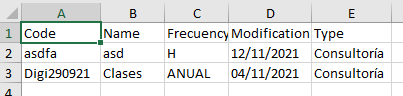 A B C D E
1 Code Name Frecuency Modification Type
2 asdfa asd H 12/11/2021 Consultoría
3 Digi290921 Clases ANUAL 04/11/2021 Consultoría
4